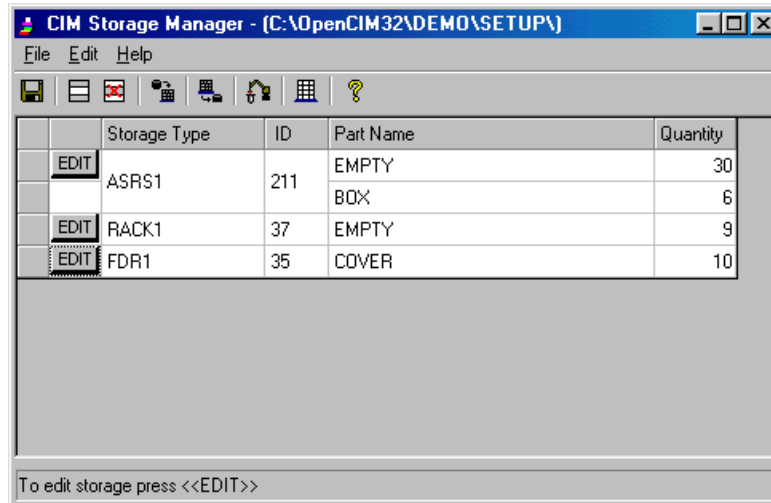 CIM Storage Manager - (C:\OpenCIM32\DEMO\SETUP\)
File Edit Help
Storage Type ID Part Name Quantity
EDIT ASRS1 211 EMPTY 30
BOX 6
EDIT RACK1 37 EMPTY 9
EDIT FDR1 35 COVER 10
To edit storage press <<EDIT>>